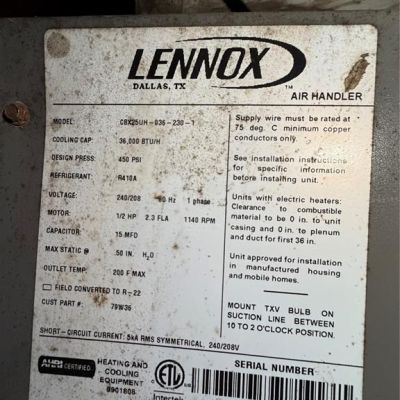 LENNOX
DALLAS, TX
™
AIR HANDLER
MODEL: CBX25UH-036-230-1
COOLING CAP: 36,000 BTU/H
DESIGN PRESS: 450 PSI
REFRIGERANT: R410A
VOLTAGE: 240/208 60 Hz 1 phase
MOTOR: 1/2 HP 2.3 FLA 1140 RPM
CAPACITOR: 15 MFD
MAX STATIC @ .50 IN. H₂O
OUTLET TEMP: 200 F MAX
FIELD CONVERTED TO R-22
CUST PART #: 79W36
SHORT-CIRCUIT CURRENT: 5kA RMS SYMMETRICAL, 240/208V
Supply wire must be rated at
75 deg. C minimum copper
conductors only.
See installation instructions
for specific information
before installing unit.
Units with electric heaters:
Clearance to combustible
material to be 0 in. to unit
casing and 0 in. to plenum
and duct for first 36 in.
Unit approved for installation
in manufactured housing
and mobile homes.
MOUNT TXV BULB ON
SUCTION LINE BETWEEN
10 TO 2 O'CLOCK POSITION.
AHRI CERTIFIED
HEATING AND
COOLING
EQUIPMENT
9901808
ETL
Intertek
SERIAL NUMBER